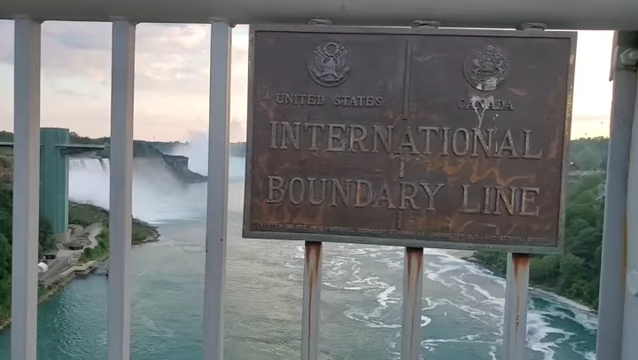 UNITED STATES
CANADA
INTERNATIONAL
BOUNDARY LINE